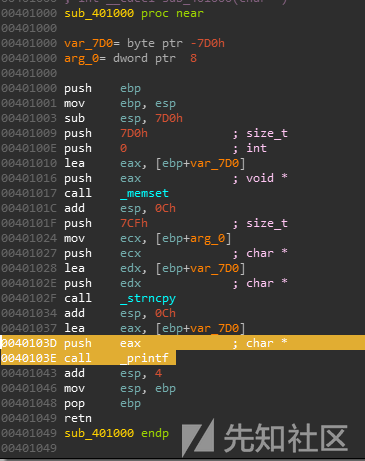 ; int __cdecl sub_401000(char *)
00401000 sub_401000 proc near
00401000
00401000 var_7D0= byte ptr -7D0h
00401000 arg_0= dword ptr  8
00401000
00401000 push    ebp
00401001 mov     ebp, esp
00401003 sub     esp, 7D0h
00401009 push    7D0h            ; size_t
0040100E push    0               ; int
00401010 lea     eax, [ebp+var_7D0]
00401016 push    eax             ; void *
00401017 call    _memset
0040101C add     esp, 0Ch
0040101F push    7CFh            ; size_t
00401024 mov     ecx, [ebp+arg_0]
00401027 push    ecx             ; char *
00401028 lea     edx, [ebp+var_7D0]
0040102E push    edx             ; char *
0040102F call    _strncpy
00401034 add     esp, 0Ch
00401037 lea     eax, [ebp+var_7D0]
0040103D push    eax             ; char *
0040103E call    _printf
00401043 add     esp, 4
00401046 mov     esp, ebp
00401048 pop     ebp
00401049 retn
00401049 sub_401000 endp
00401049
先知社区